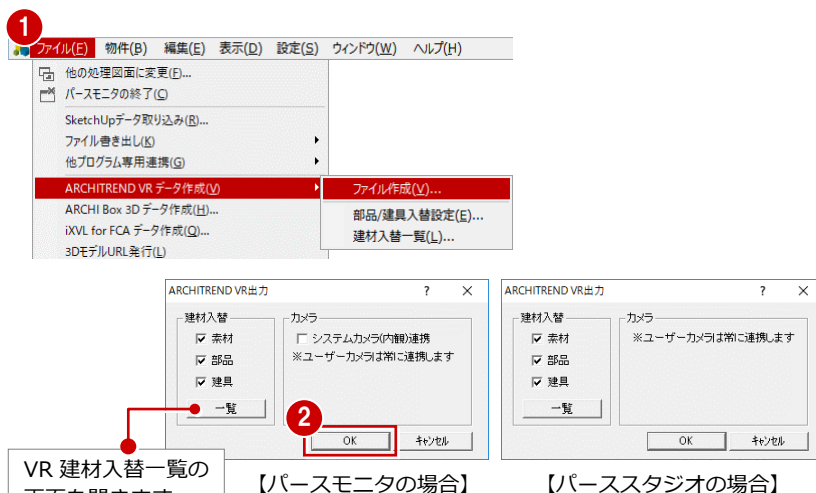 1
ファイル(F) 物件(B) 編集(E) 表示(D) 設定(S) ウィンドウ(W) ヘルプ(H)
他の処理図面に変更(F)...
パースモニタの終了(C)
SketchUpデータ取り込み(R)...
ファイル書き出し(K)
他プログラム専用連携(G)
ARCHITREND VR データ作成(V)
ファイル作成(V)...
ARCHI Box 3D データ作成(H)...
部品/建具入替設定(E)...
iXVL for FCA データ作成(Q)...
建材入替一覧(L)...
3DモデルURL発行(L)
ARCHITREND VR出力 ? ×
建材入替
素材
部品
建具
一覧
カメラ
システムカメラ(内観)連携
※ユーザーカメラは常に連携します
2
OK キャンセル
ARCHITREND VR出力 ? ×
建材入替
素材
部品
建具
一覧
カメラ
※ユーザーカメラは常に連携します
OK キャンセル
VR 建材入替一覧の
画面を開きます
【パースモニタの場合】
【パーススタジオの場合】